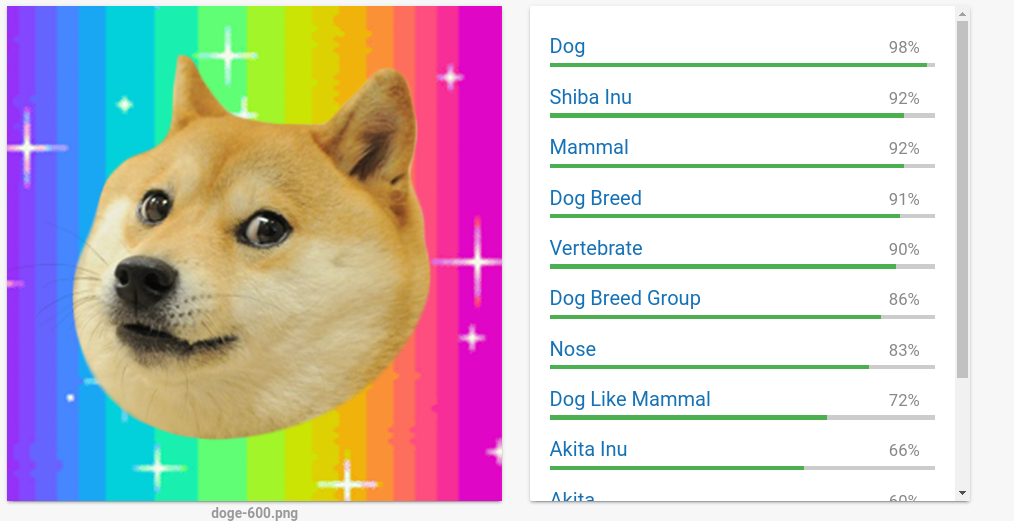 Dog 98%
Shiba Inu 92%
Mammal 92%
Dog Breed 91%
Vertebrate 90%
Dog Breed Group 86%
Nose 83%
Dog Like Mammal 72%
Akita Inu 66%
Akita 60%
doge-600.png